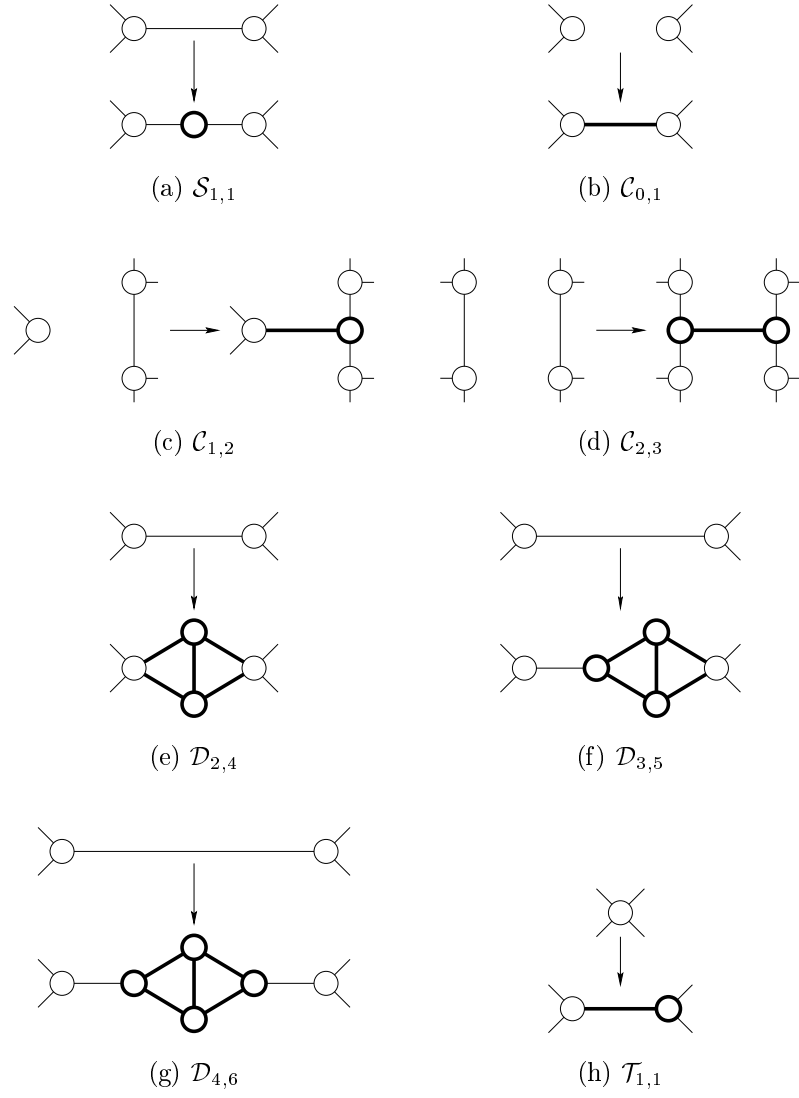 (a) 𝒮₁,₁
(b) 𝒞₀,₁
(c) 𝒞₁,₂
(d) 𝒞₂,₃
(e) 𝒟₂,₄
(f) 𝒟₃,₅
(g) 𝒟₄,₆
(h) 𝒯₁,₁